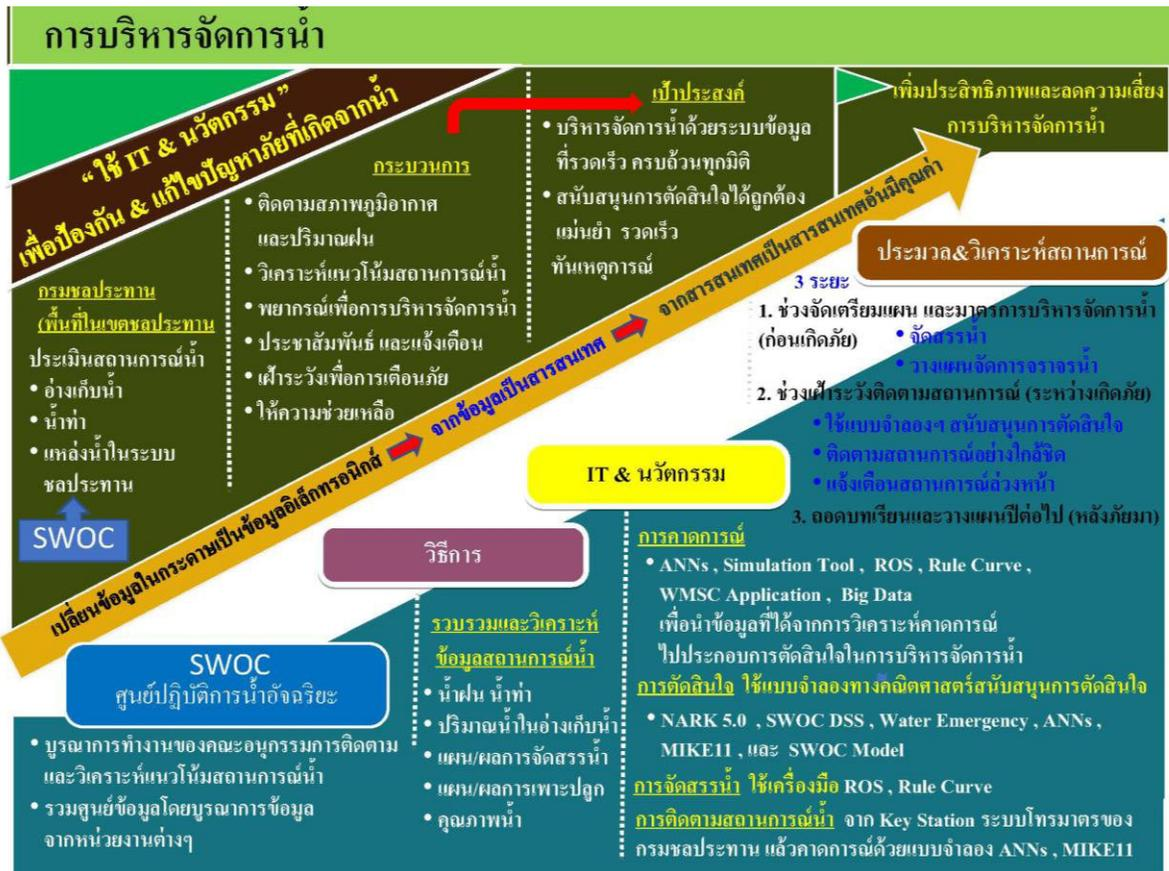 การบริหารจัดการน้ำ
“ใช้ IT & นวัตกรรม”
เพื่อป้องกัน & แก้ไขปัญหาภัยที่เกิดจากน้ำ
กรมชลประทาน
(พื้นที่ในเขตชลประทาน
ประเมินสถานการณ์น้ำ
• อ่างเก็บน้ำ
• น้ำท่า
• แหล่งน้ำในระบบ
ชลประทาน
SWOC
กระบวนการ
• ติดตามสภาพภูมิอากาศ
และปริมาณฝน
• วิเคราะห์แนวโน้มสถานการณ์น้ำ
• พยากรณ์เพื่อการบริหารจัดการน้ำ
• ประชาสัมพันธ์ และแจ้งเตือน
• เฝ้าระวังเพื่อการเตือนภัย
• ให้ความช่วยเหลือ
เป้าประสงค์
• บริหารจัดการน้ำด้วยระบบข้อมูล
ที่รวดเร็ว ครบถ้วนทุกมิติ
• สนับสนุนการตัดสินใจได้ถูกต้อง
แม่นยำ รวดเร็ว
ทันเหตุการณ์
เพิ่มประสิทธิภาพและลดความเสี่ยง
การบริหารจัดการน้ำ
เปลี่ยนข้อมูลในกระดาษเป็นข้อมูลอิเล็กทรอนิกส์
จากข้อมูลเป็นสารสนเทศ
จากสารสนเทศเป็นสารสนเทศอันมีคุณค่า
ประมวล&วิเคราะห์สถานการณ์
3 ระยะ
1. ช่วงจัดเตรียมแผน และมาตรการบริหารจัดการน้ำ
(ก่อนเกิดภัย)
• จัดสรรน้ำ
• วางแผนจัดการจราจรน้ำ
2. ช่วงเฝ้าระวังติดตามสถานการณ์ (ระหว่างเกิดภัย)
• ใช้แบบจำลองฯ สนับสนุนการตัดสินใจ
• ติดตามสถานการณ์อย่างใกล้ชิด
• แจ้งเตือนสถานการณ์ล่วงหน้า
3. ถอดบทเรียนและวางแผนปีต่อไป (หลังภัยมา)
SWOC
ศูนย์ปฏิบัติการน้ำอัจฉริยะ
• บูรณาการทำงานของคณะอนุกรรมการติดตาม
และวิเคราะห์แนวโน้มสถานการณ์น้ำ
• รวมศูนย์ข้อมูลโดยบูรณาการข้อมูล
จากหน่วยงานต่างๆ
วิธีการ
รวบรวมและวิเคราะห์
ข้อมูลสถานการณ์น้ำ
• น้ำฝน น้ำท่า
• ปริมาณน้ำในอ่างเก็บน้ำ
• แผน/ผลการจัดสรรน้ำ
• แผน/ผลการเพาะปลูก
• คุณภาพน้ำ
IT & นวัตกรรม
การคาดการณ์
• ANNs , Simulation Tool , ROS , Rule Curve ,
WMSC Application , Big Data
เพื่อนำข้อมูลที่ได้จากการวิเคราะห์คาดการณ์
ไปประกอบการตัดสินใจในการบริหารจัดการน้ำ
การตัดสินใจ ใช้แบบจำลองทางคณิตศาสตร์สนับสนุนการตัดสินใจ
• NARK 5.0 , SWOC DSS , Water Emergency , ANNs ,
MIKE11 , และ SWOC Model
การจัดสรรน้ำ ใช้เครื่องมือ ROS , Rule Curve
การติดตามสถานการณ์น้ำ จาก Key Station ระบบโทรมาตรของ
กรมชลประทาน แล้วคาดการณ์ด้วยแบบจำลอง ANNs , MIKE11